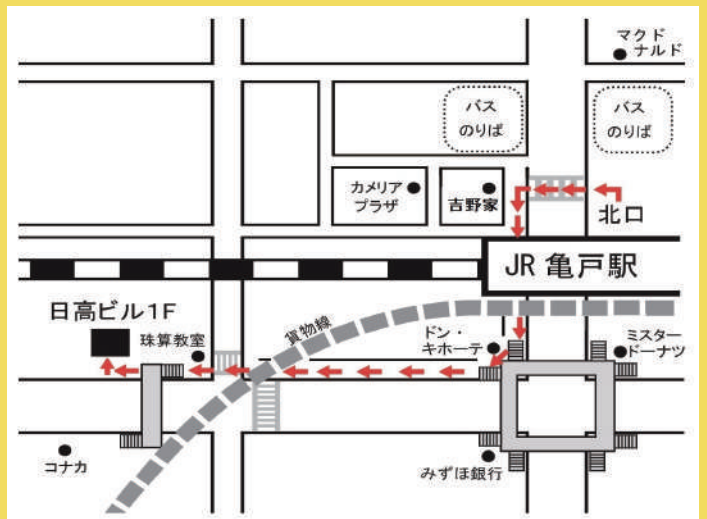 マクド
ナルド
バス
のりば
バス
のりば
カメリア
プラザ
吉野家
北口
JR 亀戸駅
日高ビル1F
珠算教室
貨物線
ドン・
キホーテ
ミスター
ドーナツ
コナカ
みずほ銀行